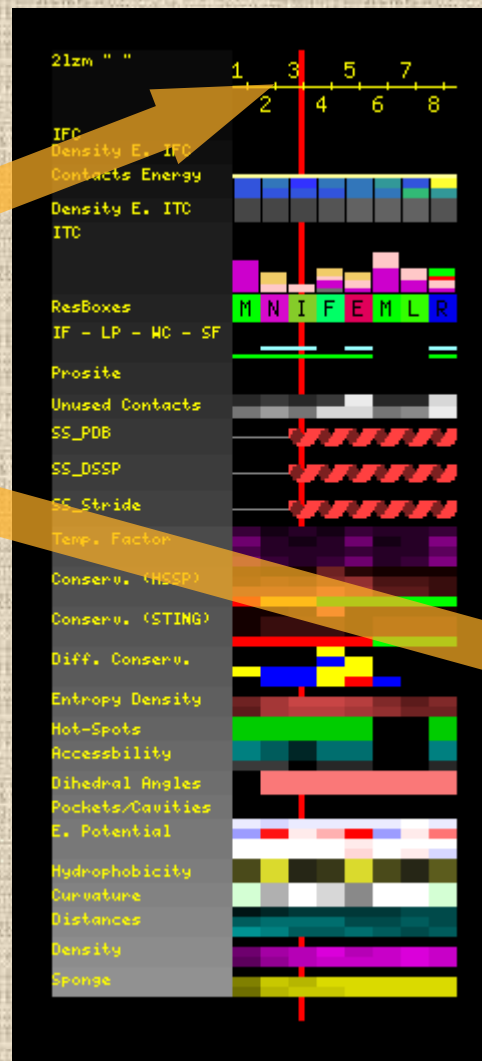 2lzm " "
1 3 5 7
2 4 6 8
IFC
Density E. IFC
Contacts Energy
Density E. ITC
ITC
ResBoxes M N I F E M L R
IF - LP - WC - SF
Prosite
Unused Contacts
SS_PDB
SS_DSSP
SS_Stride
Temp. Factor
Conserv. (HSSP)
Conserv. (STING)
Diff. Conserv.
Entropy Density
Hot-Spots
Accessbility
Dihedral Angles
Pockets/Cavities
E. Potential
Hydrophobicity
Curvature
Distances
Density
Sponge